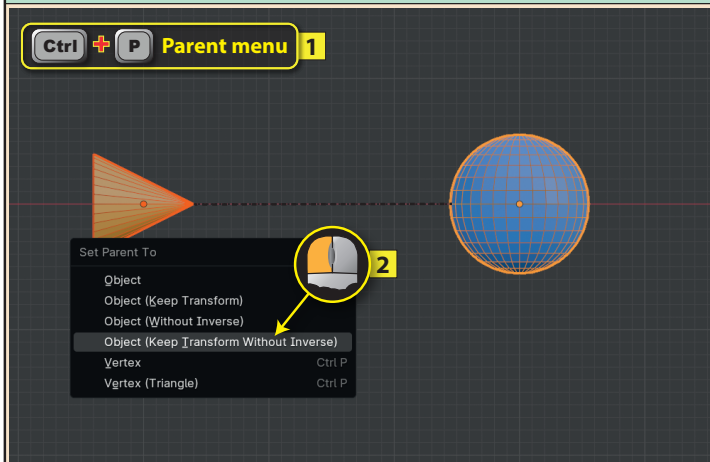 Ctrl + P Parent menu 1
2
Set Parent To
Object
Object (Keep Transform)
Object (Without Inverse)
Object (Keep Transform Without Inverse)
Vertex Ctrl P
Vertex (Triangle) Ctrl P